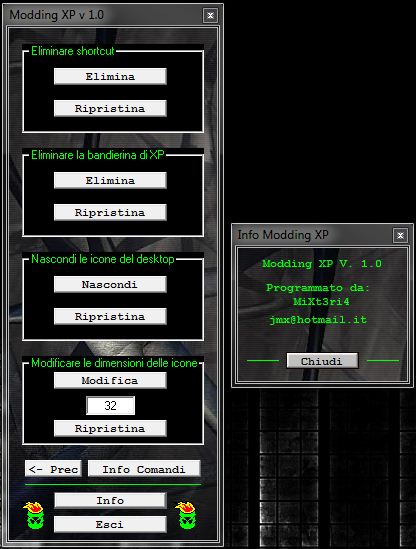 Modding XP v 1.0
Eliminare shortcut
Elimina
Ripristina
Eliminare la bandierina di XP
Elimina
Ripristina
Nascondi le icone del desktop
Nascondi
Ripristina
Modificare le dimensioni delle icone
Modifica
32
Ripristina
<- Prec Info Comandi
Info
Esci
Info Modding XP
Modding XP V. 1.0
Programmato da:
MiXt3ri4
jmx@hotmail.it
Chiudi